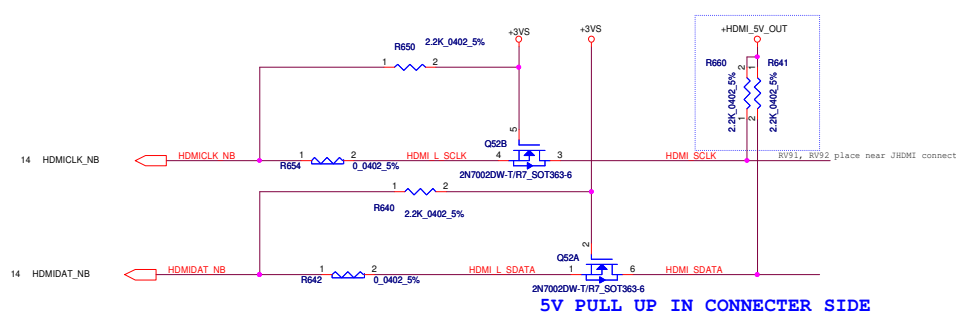 +3VS
+3VS
+HDMI_5V_OUT
R650
2.2K_0402_5%
1
2
R660
R641
2
1
2.2K_0402_5%
2.2K_0402_5%
1
2
5
Q52B
14 HDMICLK_NB
HDMICLK_NB
1
2
R654
0_0402_5%
HDMI_L_SCLK
4
3
HDMI_SCLK
RV91, RV92 place near JHDMI connect
2N7002DW-T/R7_SOT363-6
1
2
R640
2.2K_0402_5%
2
Q52A
14 HDMIDAT_NB
HDMIDAT_NB
1
2
R642
0_0402_5%
HDMI_L_SDATA
1
6
HDMI_SDATA
2N7002DW-T/R7_SOT363-6
5V PULL UP IN CONNECTER SIDE